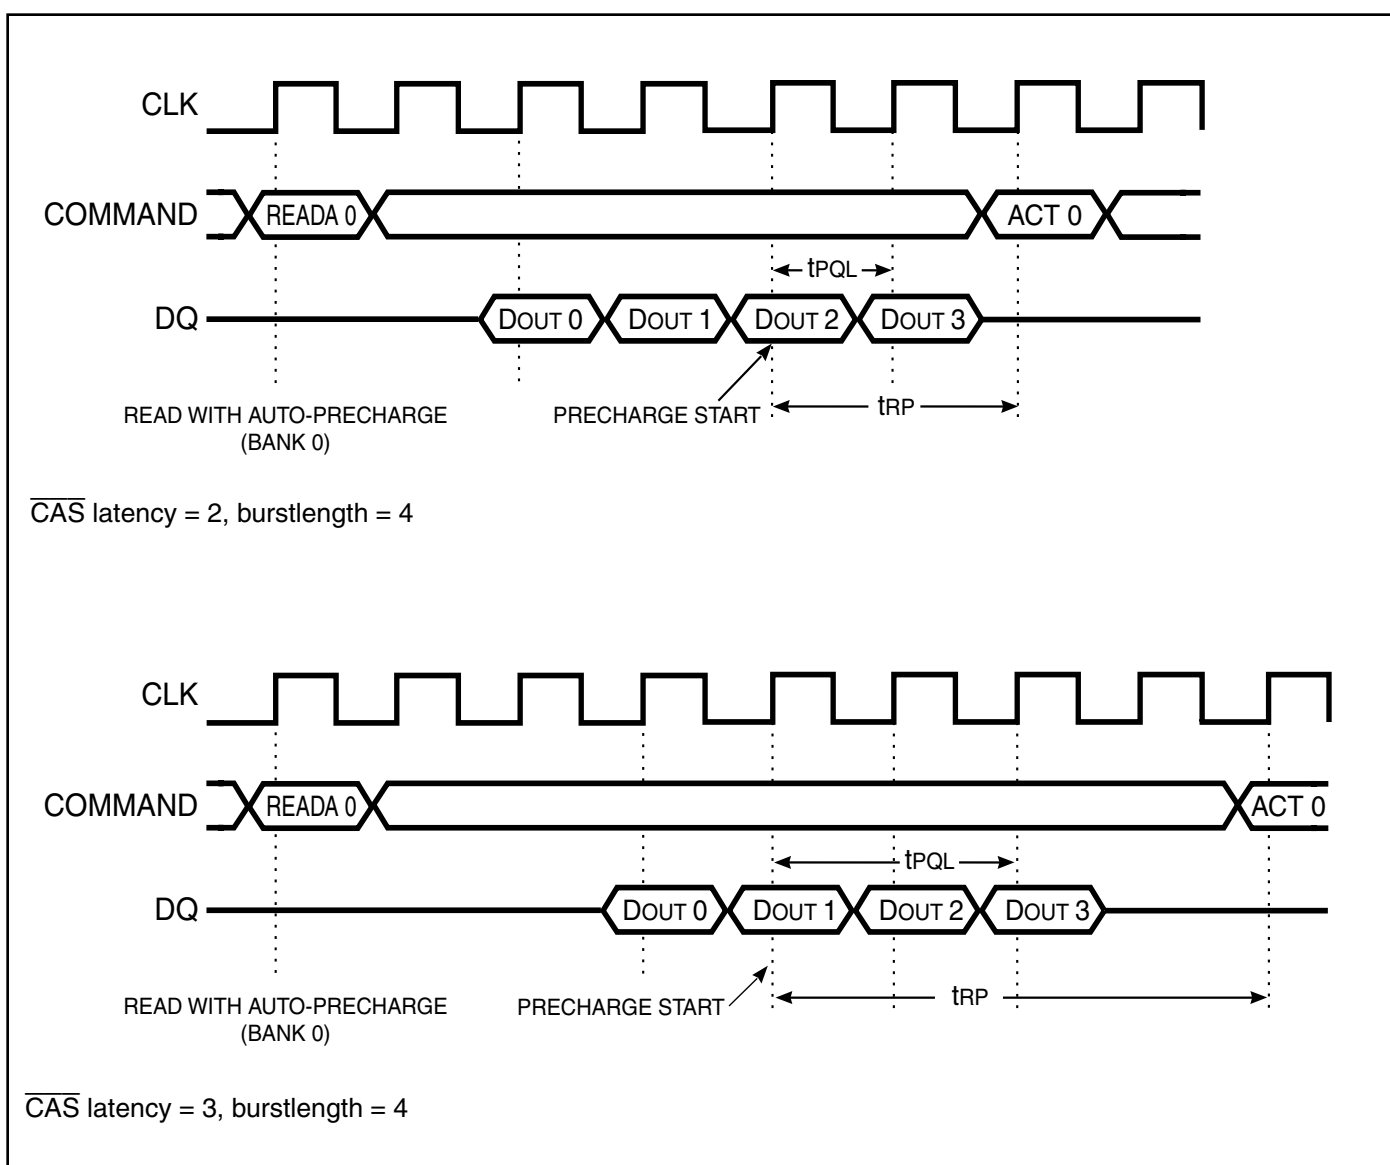 CLK
COMMAND READA 0 ACT 0
tPQL
DQ DOUT 0 DOUT 1 DOUT 2 DOUT 3
READ WITH AUTO-PRECHARGE PRECHARGE START tRP
(BANK 0)
CAS latency = 2, burstlength = 4
CLK
COMMAND READA 0 ACT 0
tPQL
DQ DOUT 0 DOUT 1 DOUT 2 DOUT 3
READ WITH AUTO-PRECHARGE PRECHARGE START tRP
(BANK 0)
CAS latency = 3, burstlength = 4